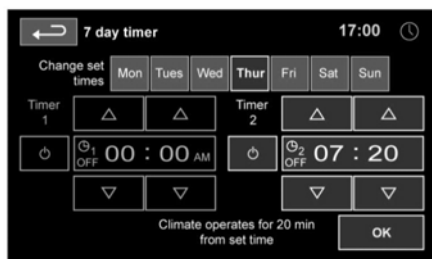 7 day timer
17:00
Change set times
Mon Tues Wed Thur Fri Sat Sun
Timer 1
Timer 2
1 OFF 00 : 00 AM
2 OFF 07 : 20
Climate operates for 20 min
from set time
OK